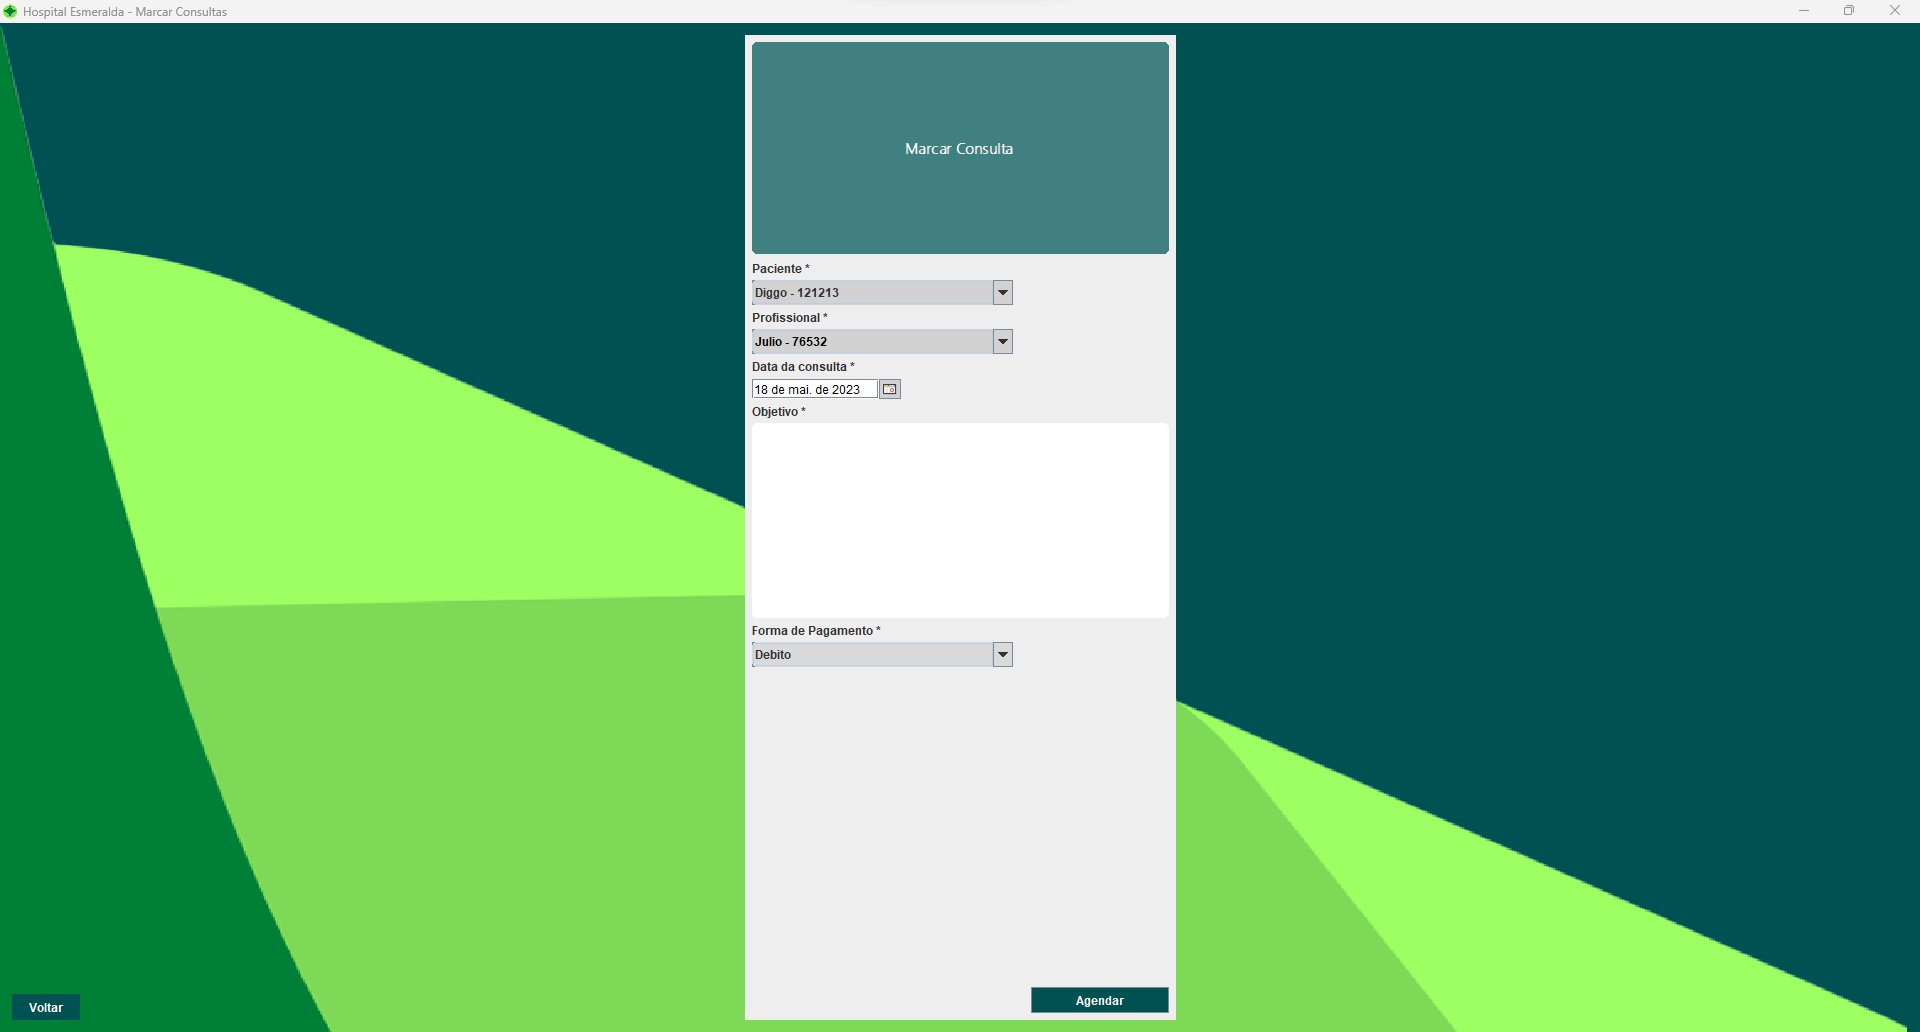 Hospital Esmeralda - Marcar Consultas
Marcar Consulta
Paciente *
Diggo - 121213
Profissional *
Julio - 76532
Data da consulta *
18 de mai. de 2023
Objetivo *
Forma de Pagamento *
Debito
Agendar
Voltar